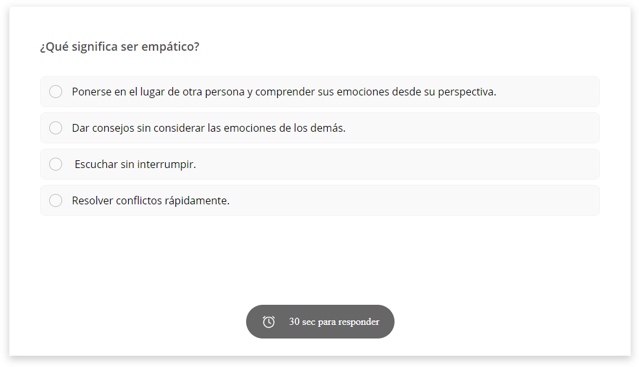 ¿Qué significa ser empático?
Ponerse en el lugar de otra persona y comprender sus emociones desde su perspectiva.
Dar consejos sin considerar las emociones de los demás.
Escuchar sin interrumpir.
Resolver conflictos rápidamente.
30 sec para responder